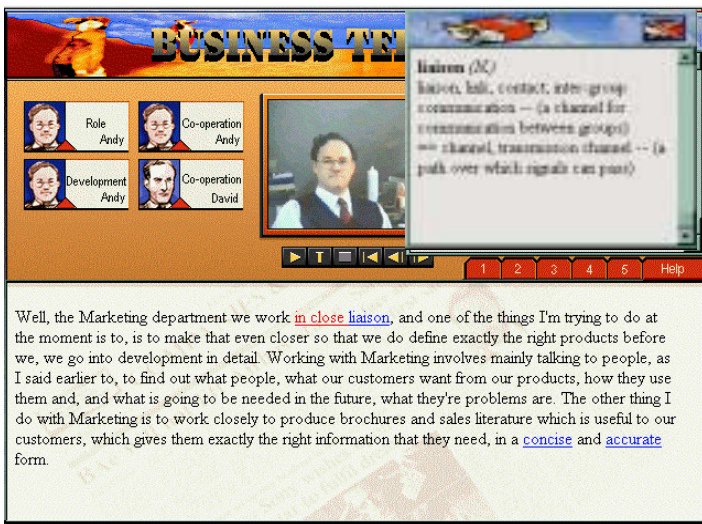 BUSINESS TE
liaison (N)
liaison, link, contact, inter-group
communication -- (a channel for
communication between groups)
== channel, transmission channel -- (a
path over which signals can pass)
Role
Andy
Co-operation
Andy
Development
Andy
Co-operation
David
1 2 3 4 5 Help
Well, the Marketing department we work in close liaison, and one of the things I'm trying to do at
the moment is to, is to make that even closer so that we do define exactly the right products before
we, we go into development in detail. Working with Marketing involves mainly talking to people, as
I said earlier to, to find out what people, what our customers want from our products, how they use
them and, and what is going to be needed in the future, what they're problems are. The other thing I
do with Marketing is to work closely to produce brochures and sales literature which is useful to our
customers, which gives them exactly the right information that they need, in a concise and accurate
form.